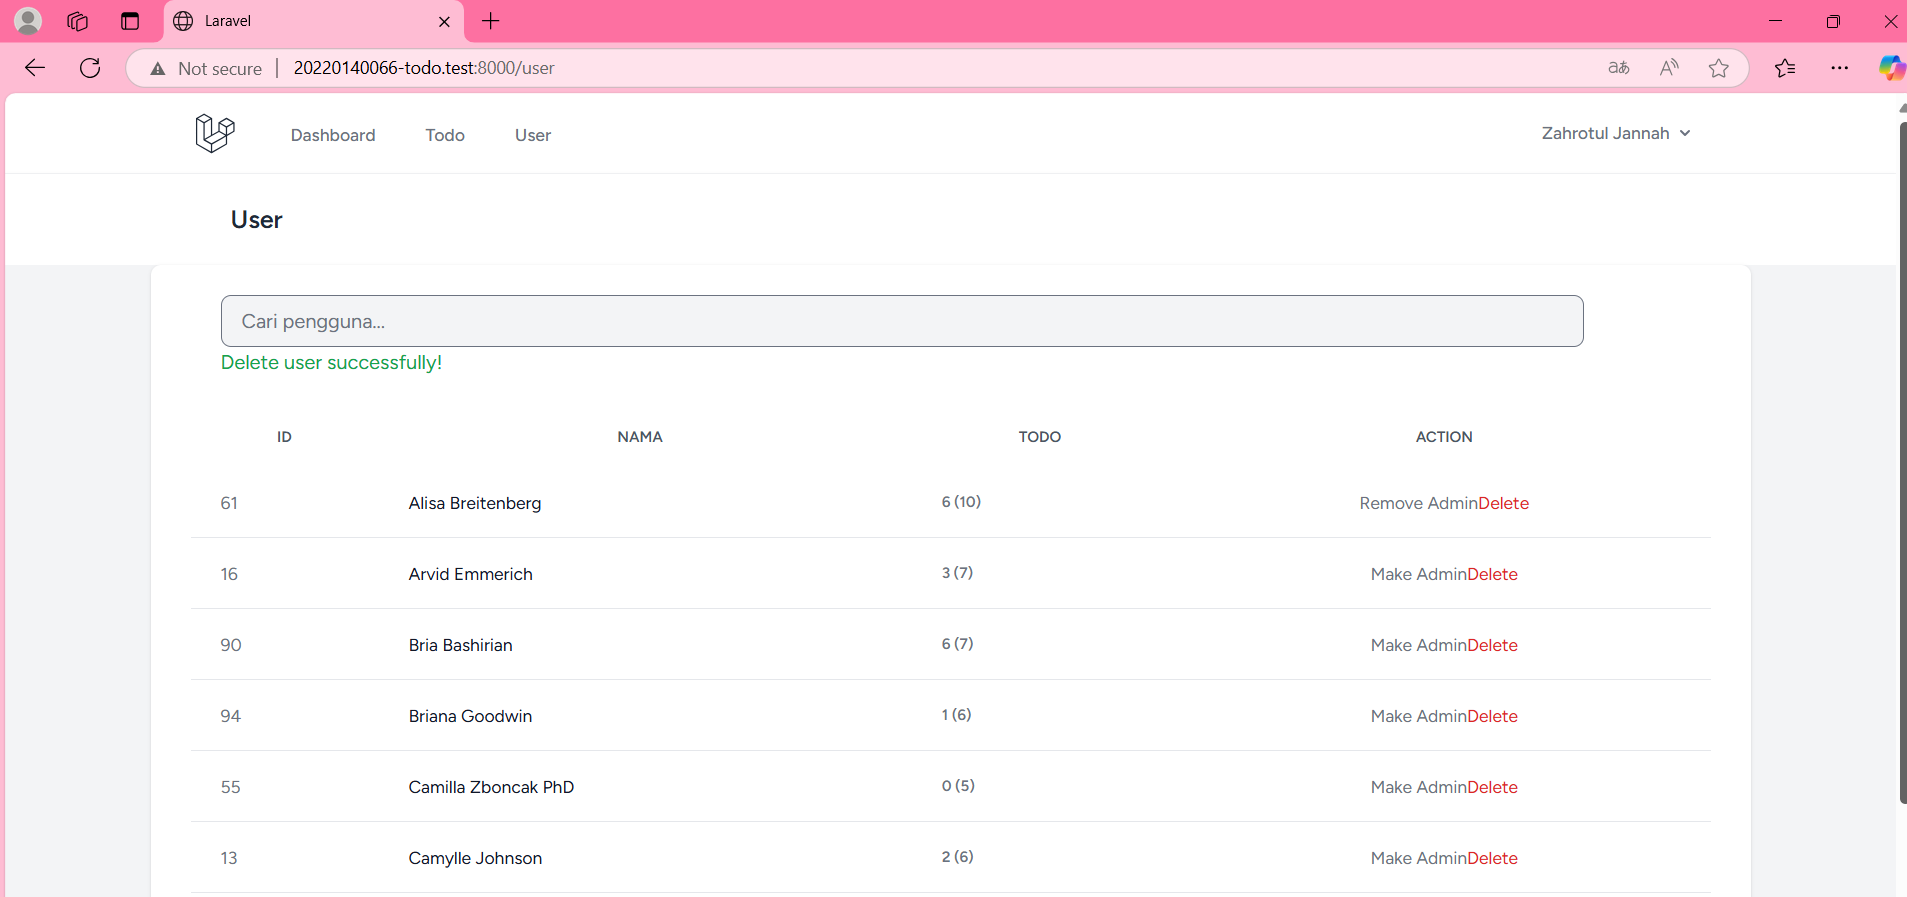 Laravel
Not secure | 20220140066-todo.test:8000/user
Dashboard Todo User Zahrotul Jannah
User
Cari pengguna...
Delete user successfully!
ID NAMA TODO ACTION
61 Alisa Breitenberg 6 (10) Remove AdminDelete
16 Arvid Emmerich 3 (7) Make AdminDelete
90 Bria Bashirian 6 (7) Make AdminDelete
94 Briana Goodwin 1 (6) Make AdminDelete
55 Camilla Zboncak PhD 0 (5) Make AdminDelete
13 Camylle Johnson 2 (6) Make AdminDelete